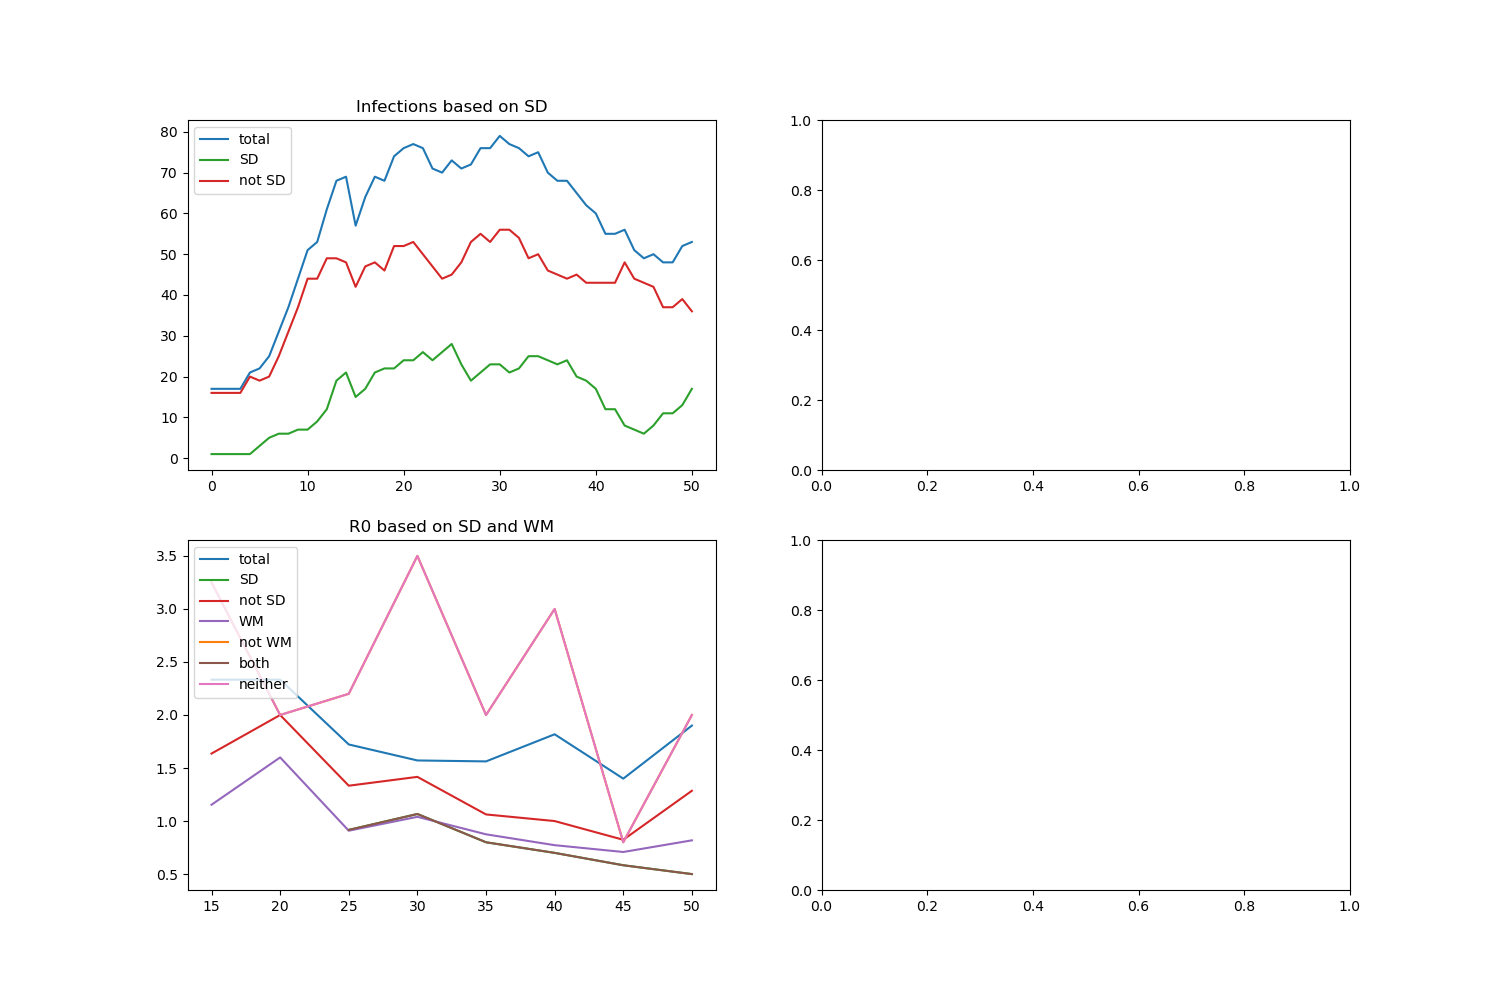 Infections based on SD
total
SD
not SD
80
70
60
50
40
30
20
10
0
0 10 20 30 40 50
1.0
0.8
0.6
0.4
0.2
0.0
0.0 0.2 0.4 0.6 0.8 1.0
R0 based on SD and WM
total
SD
not SD
WM
not WM
both
neither
3.5
3.0
2.5
2.0
1.5
1.0
0.5
15 20 25 30 35 40 45 50
1.0
0.8
0.6
0.4
0.2
0.0
0.0 0.2 0.4 0.6 0.8 1.0